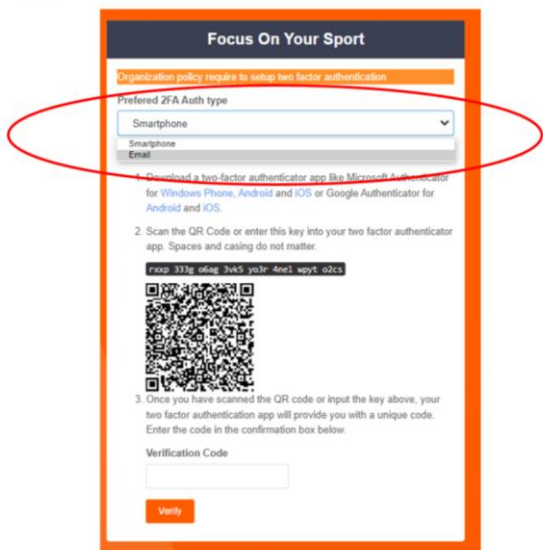 Focus On Your Sport
Organization policy require to setup two factor authentication
Prefered 2FA Auth type
Smartphone
Smartphone
Email
1. Download a two-factor authenticator app like Microsoft Authenticator
for Windows Phone, Android and iOS or Google Authenticator for
Android and iOS.
2. Scan the QR Code or enter this key into your two factor authenticator
app. Spaces and casing do not matter.
rxxp 333g o6ag 3vk5 yo3r 4nel wpyt o2cs
3. Once you have scanned the QR code or input the key above, your
two factor authentication app will provide you with a unique code.
Enter the code in the confirmation box below.
Verification Code
Verify